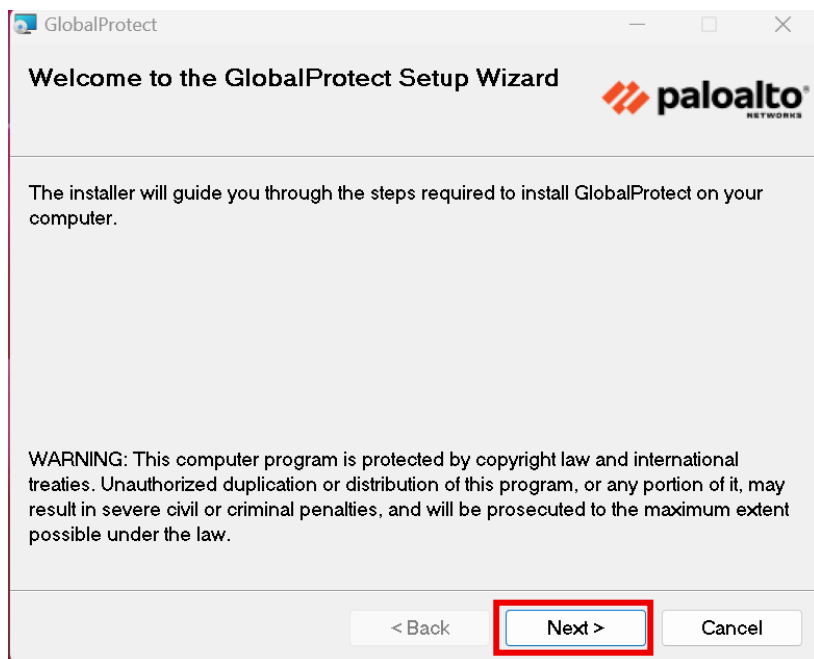 GlobalProtect
Welcome to the GlobalProtect Setup Wizard
paloalto®
NETWORKS
The installer will guide you through the steps required to install GlobalProtect on your
computer.
WARNING: This computer program is protected by copyright law and international
treaties. Unauthorized duplication or distribution of this program, or any portion of it, may
result in severe civil or criminal penalties, and will be prosecuted to the maximum extent
possible under the law.
< Back
Next >
Cancel